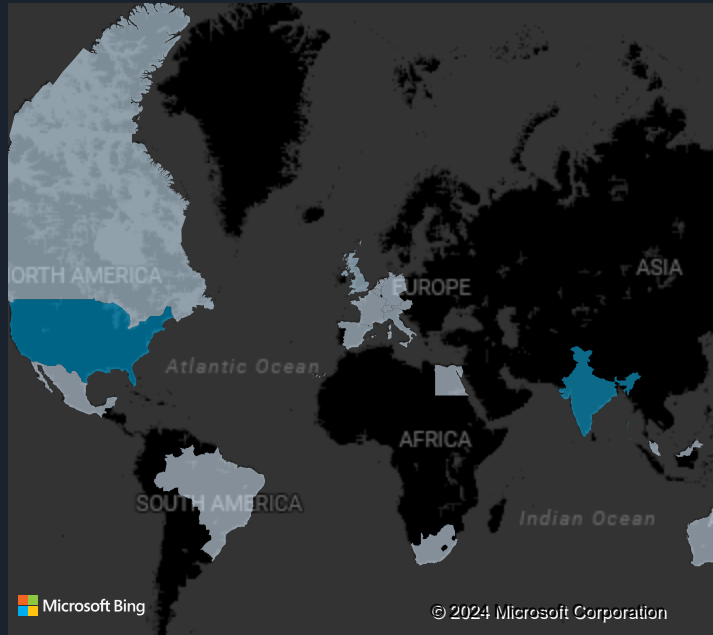 ORTH AMERICA
EUROPE
ASIA
Atlantic Ocean
AFRICA
SOUTH AMERICA
Indian Ocean
Microsoft Bing
© 2024 Microsoft Corporation